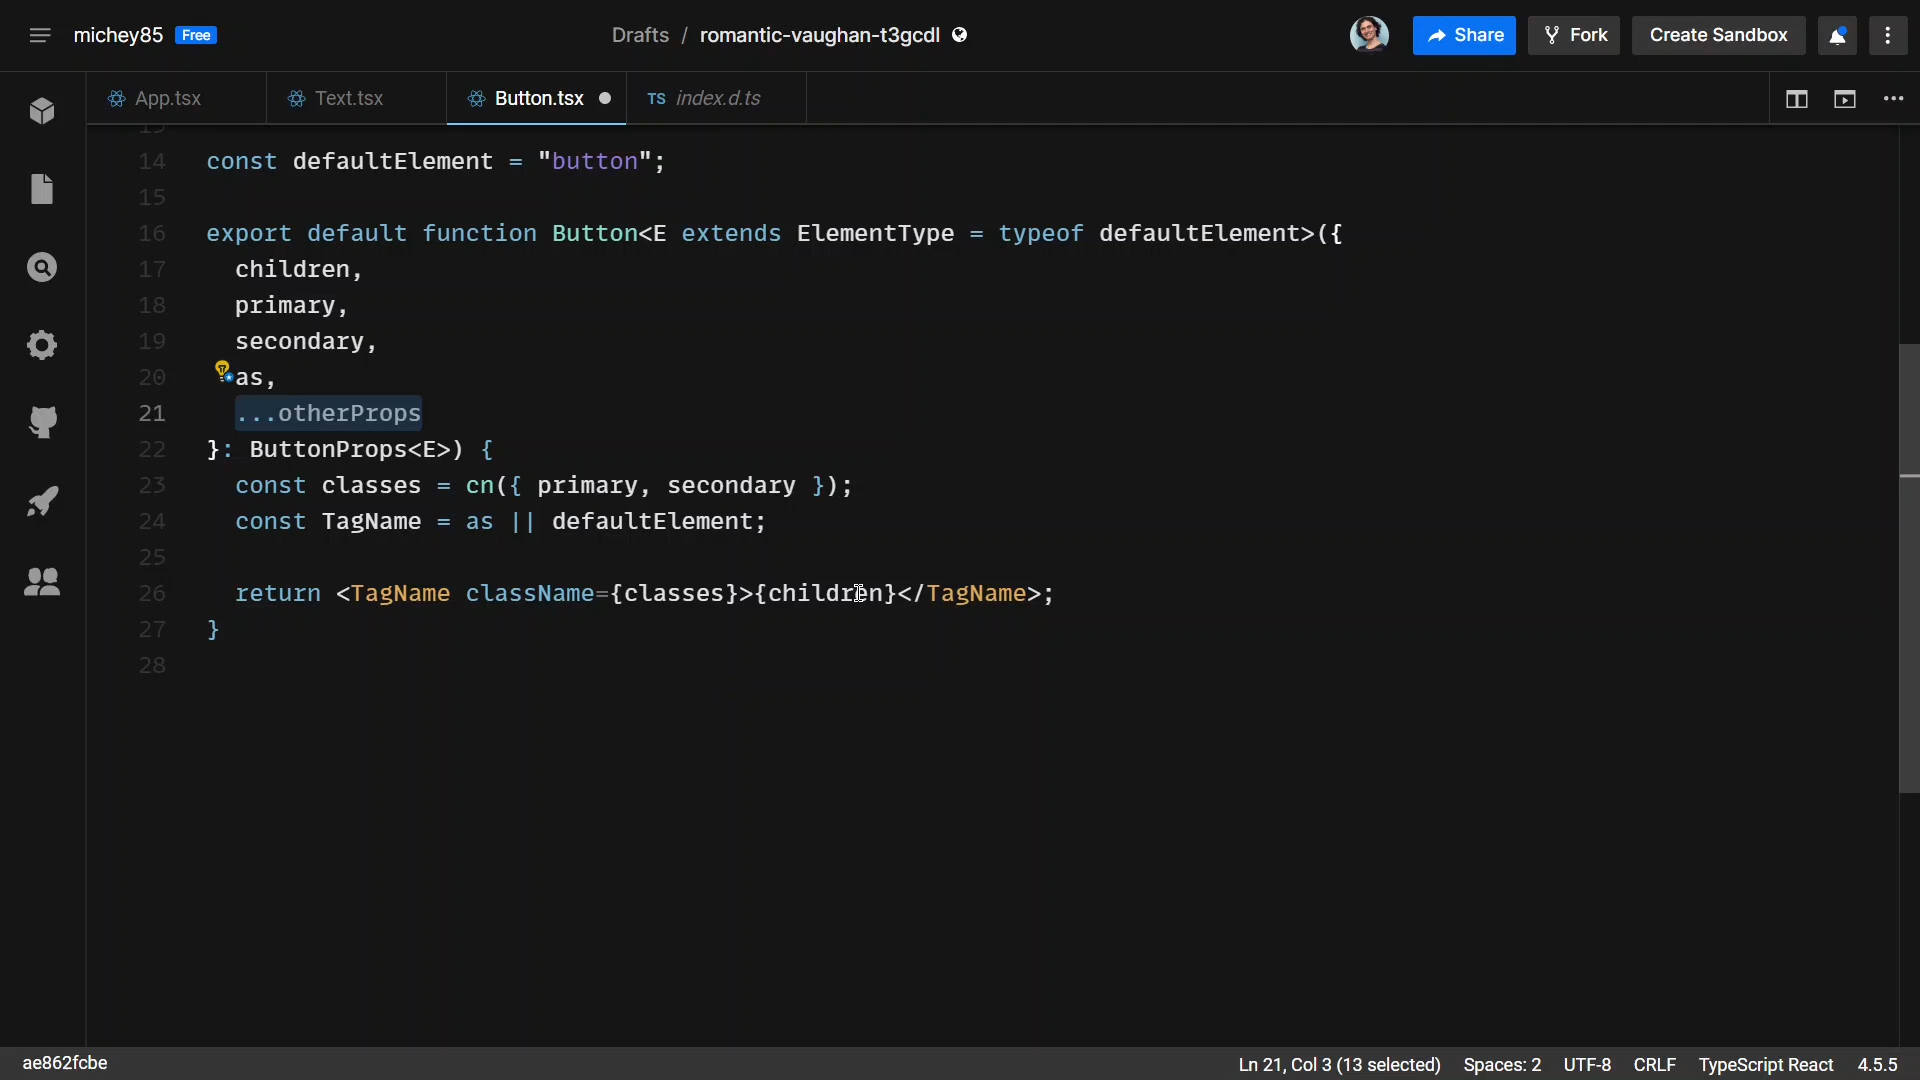 michey85 Free
Drafts / romantic-vaughan-t3gcdl
Share
Fork
Create Sandbox
App.tsx
Text.tsx
Button.tsx
TS index.d.ts
14 const defaultElement = "button";
15
16 export default function Button<E extends ElementType = typeof defaultElement>({
17 children,
18 primary,
19 secondary,
20 as,
21 ...otherProps
22 }: ButtonProps<E>) {
23 const classes = cn({ primary, secondary });
24 const TagName = as || defaultElement;
25
26 return <TagName className={classes}>{children}</TagName>;
27 }
28
ae862fcbe
Ln 21, Col 3 (13 selected) Spaces: 2 UTF-8 CRLF TypeScript React 4.5.5